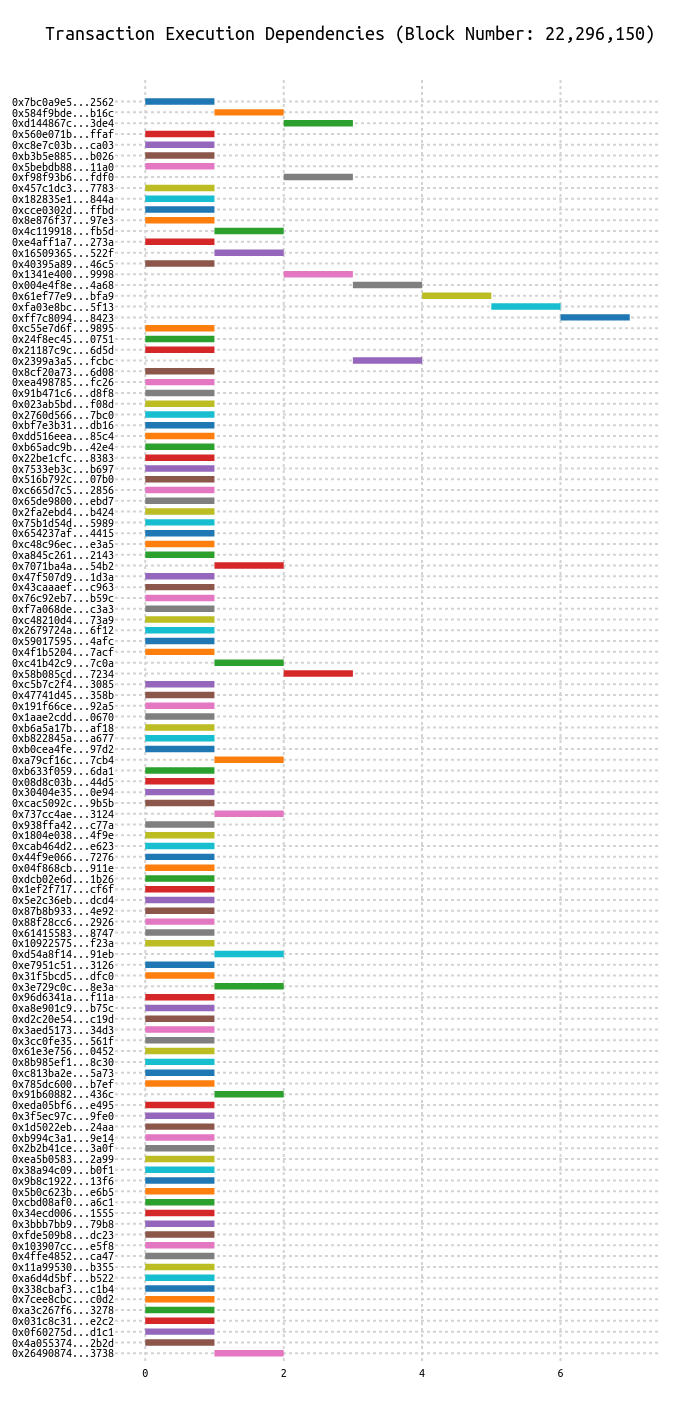 Transaction Execution Dependencies (Block Number: 22,296,150)
0x7bc0a9e5...2562
0x584f9bde...b16c
0xd144867c...3de4
0x560e071b...ffaf
0xc8e7c03b...ca03
0xb3b5e885...b026
0x5bebdb88...11a0
0xf98f93b6...fdf0
0x457c1dc3...7783
0x182835e1...844a
0xcce0302d...ffbd
0x8e876f37...97e3
0x4c119918...fb5d
0xe4aff1a7...273a
0x16509365...522f
0x40395a89...46c5
0x1341e400...9998
0x004e4f8e...4a68
0x61ef77e9...bfa9
0xfa03e8bc...5f13
0xff7c8094...8423
0xc55e7d6f...9895
0x24f8ec45...0751
0x21187c9c...6d5d
0x2399a3a5...fcbc
0x8cf20a73...6d08
0xea498785...fc26
0x91b471c6...d8f8
0x023ab5bd...f08d
0x2760d566...7bc0
0xbf7e3b31...db16
0xdd516eea...85c4
0xb65adc9b...42e4
0x22be1cfc...8383
0x7533eb3c...b697
0x516b792c...07b0
0xc665d7c5...2856
0x65de9800...ebd7
0x2fa2ebd4...b424
0x75b1d54d...5989
0x654237af...4415
0xc48c96ec...e3a5
0xa845c261...2143
0x7071ba4a...54b2
0x47f507d9...1d3a
0x43caaaef...c963
0x76c92eb7...b59c
0xf7a068de...c3a3
0xc48210d4...73a9
0x2679724a...6f12
0x59017595...4afc
0x4f1b5204...7acf
0xc41b42c9...7c0a
0x58b085cd...7234
0xc5b7c2f4...3085
0x47741d45...358b
0x191f66ce...92a5
0x1aae2cdd...0670
0xb6a5a17b...af18
0xb822845a...a677
0xb0cea4fe...97d2
0xa79cf16c...7cb4
0xb633f059...6da1
0x08d8c03b...44d5
0x30404e35...0e94
0xcac5092c...9b5b
0x737cc4ae...3124
0x938ffa42...c77a
0x1804e038...4f9e
0xcab464d2...e623
0x44f9e066...7276
0x04f868cb...911e
0xdcb02e6d...1b26
0x1ef2f717...cf6f
0x5e2c36eb...dcd4
0x87b8b933...4e92
0x88f28cc6...2926
0x61415583...8747
0x10922575...f23a
0xd54a8f14...91eb
0xe7951c51...3126
0x31f5bcd5...dfc0
0x3e729c0c...8e3a
0x96d6341a...f11a
0xa8e901c9...b75c
0xd2c20e54...c19d
0x3aed5173...34d3
0x3cc0fe35...561f
0x61e3e756...0452
0x8b985ef1...8c30
0xc813ba2e...5a73
0x785dc600...b7ef
0x91b60882...436c
0xeda05bf6...e495
0x3f5ec97c...9fe0
0x1d5022eb...24aa
0xb994c3a1...9e14
0x2b2b41ce...3a0f
0xea5b0583...2a99
0x38a94c09...b0f1
0x9b8c1922...13f6
0x5b0c623b...e6b5
0xcbd08af0...a6c1
0x34ecd006...1555
0x3bbb7bb9...79b8
0xfde509b8...dc23
0x103907cc...e5f8
0x4ffe4852...ca47
0x11a99530...b355
0xa6d4d5bf...b522
0x338cbaf3...c1b4
0x7cee8cbc...c0d2
0xa3c267f6...3278
0x031c8c31...e2c2
0x0f60275d...d1c1
0x4a055374...2b2d
0x26490874...3738
0 2 4 6